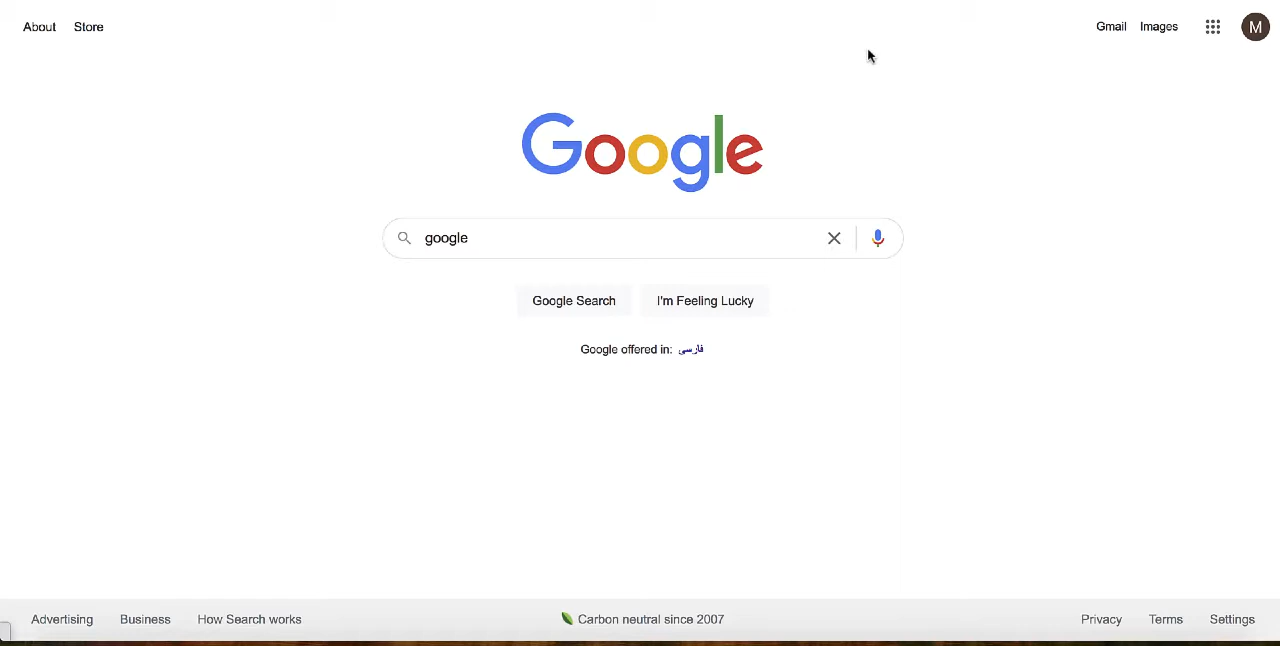 About Store
Gmail Images
M
Google
google
Google Search I'm Feeling Lucky
Google offered in: فارسی
Advertising Business How Search works
Carbon neutral since 2007
Privacy Terms Settings